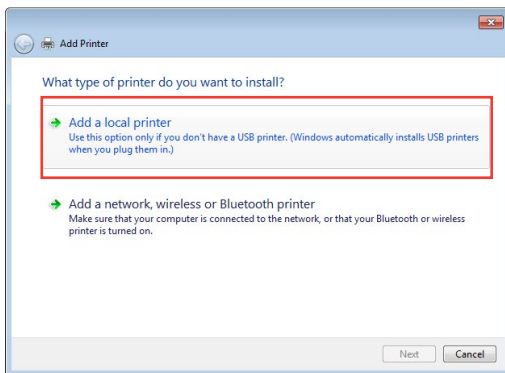 Add Printer
What type of printer do you want to install?
Add a local printer
Use this option only if you don't have a USB printer. (Windows automatically installs USB printers
when you plug them in.)
Add a network, wireless or Bluetooth printer
Make sure that your computer is connected to the network, or that your Bluetooth or wireless
printer is turned on.
Next Cancel